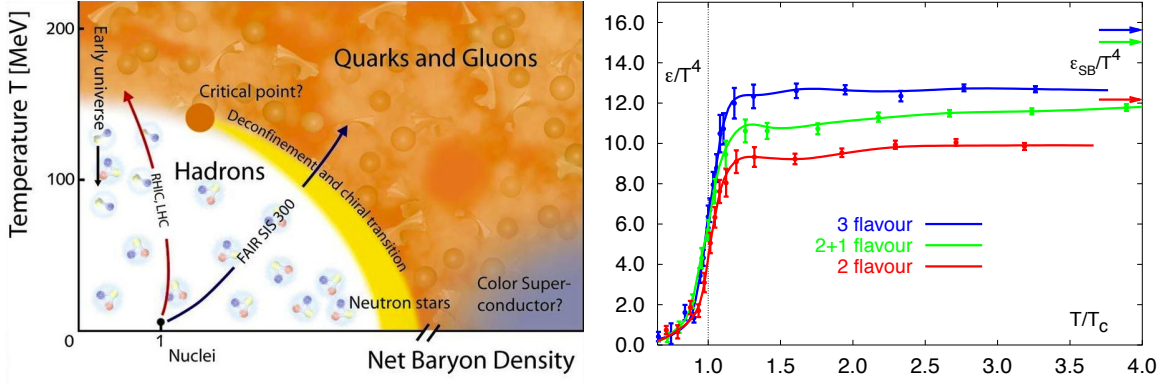 200
100
0
Temperature T [MeV]
Early universe
Quarks and Gluons
Critical point?
Deconfinement and chiral transition
Hadrons
RHIC, LHC
FAIR SIS 300
Neutron stars
Color Super-
conductor?
0
1
Nuclei
Net Baryon Density
16.0
14.0
12.0
10.0
8.0
6.0
4.0
2.0
0.0
ε/T⁴
ε_SB/T⁴
3 flavour
2+1 flavour
2 flavour
T/T_c
1.0
1.5
2.0
2.5
3.0
3.5
4.0